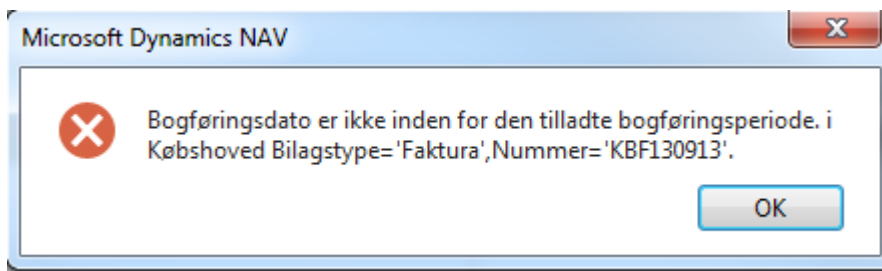 Microsoft Dynamics NAV
Bogføringsdato er ikke inden for den tilladte bogføringsperiode. i
Købshoved Bilagstype='Faktura',Nummer='KBF130913'.
OK